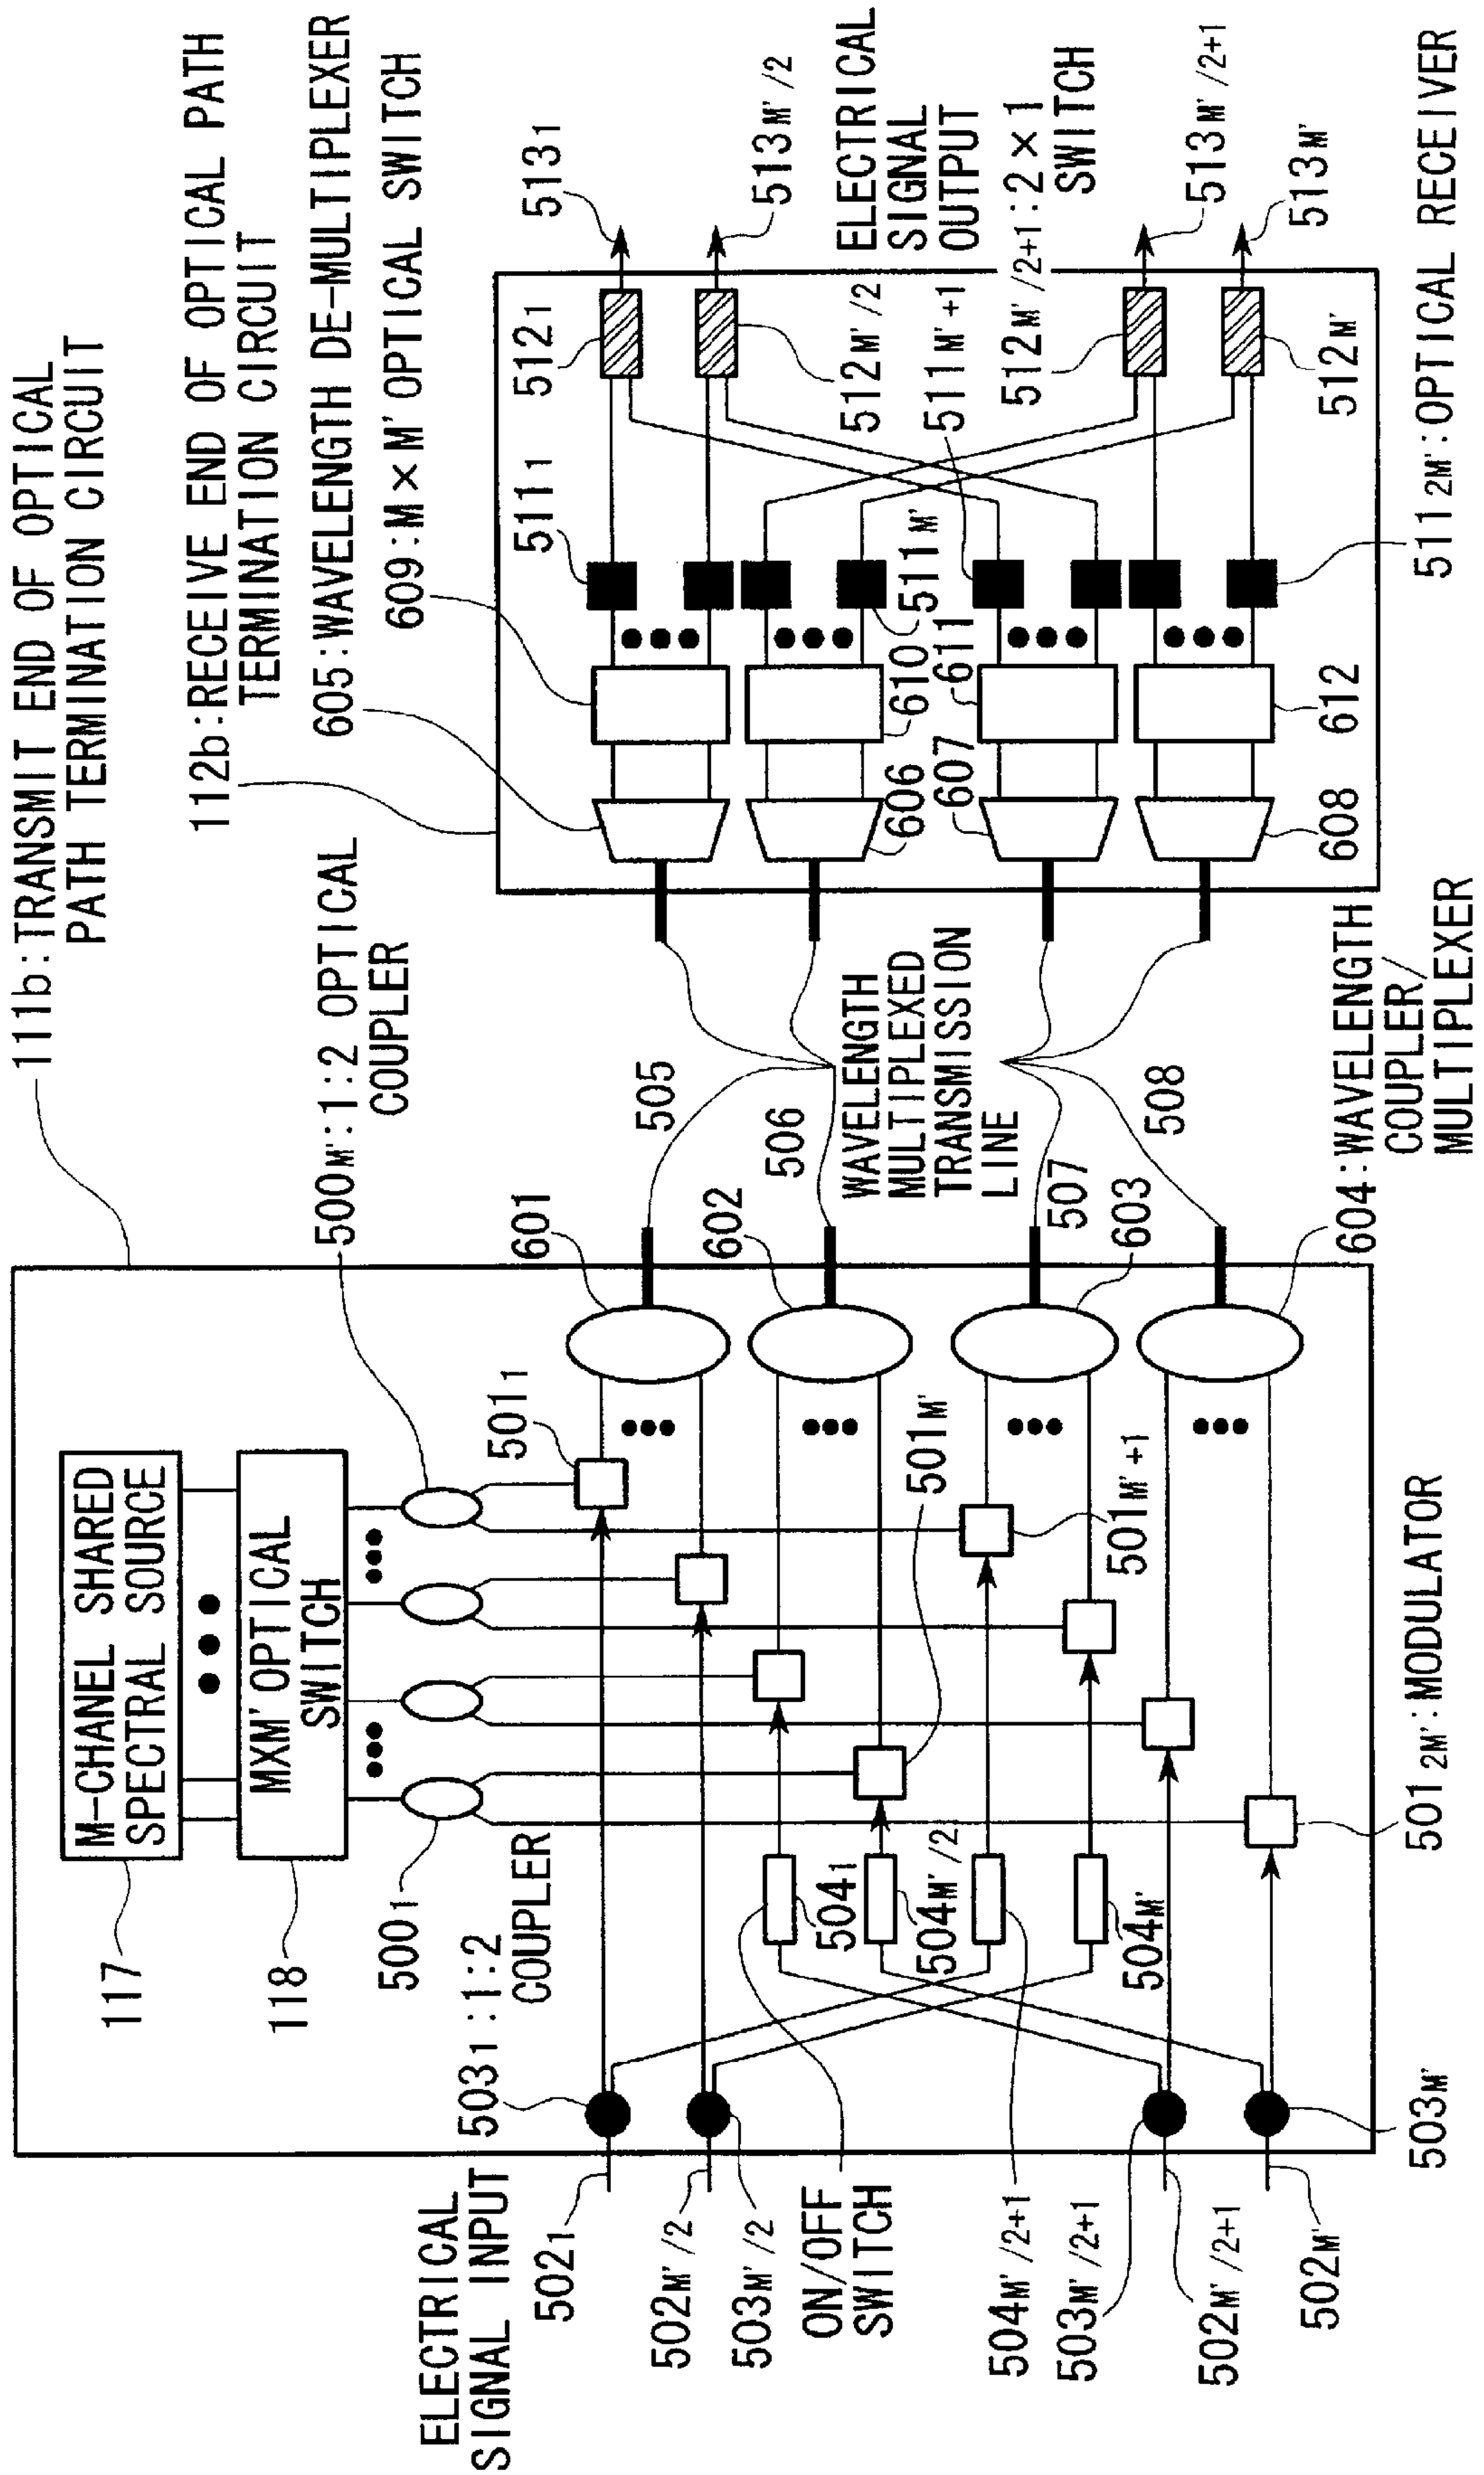 111b:TRANSMIT END OF OPTICAL
PATH TERMINATION CIRCUIT
112b:RECEIVE END OF OPTICAL PATH
TERMINATION CIRCUIT
605:WAVELENGTH DE-MULTIPLEXER
609:M×M' OPTICAL SWITCH
500M':1:2 OPTICAL
COUPLER
117
M-CHANEL SHARED
SPECTRAL SOURCE
118
MXM' OPTICAL
SWITCH
5001
5031:1:2
COUPLER
ELECTRICAL
SIGNAL INPUT
5021
502M'/2
503M'/2
ON/OFF
SWITCH
504M'/2+1
503M'/2+1
502M'/2+1
502M'
503M'
5041
504M'/2
504M'
5011
501M'
501M'+1
5012M':MODULATOR
601
602
603
604:WAVELENGTH
COUPLER/
MULTIPLEXER
505
506
WAVELENGTH
MULTIPLEXED
TRANSMISSION
LINE
507
508
606
607
608
610
611
612
5111
511M'
511M'+1
5112M':OPTICAL RECEIVER
5121
512M'/2
512M'/2+1:2×1
SWITCH
512M'
5131
513M'/2
ELECTRICAL
SIGNAL
OUTPUT
513M'/2+1
513M'